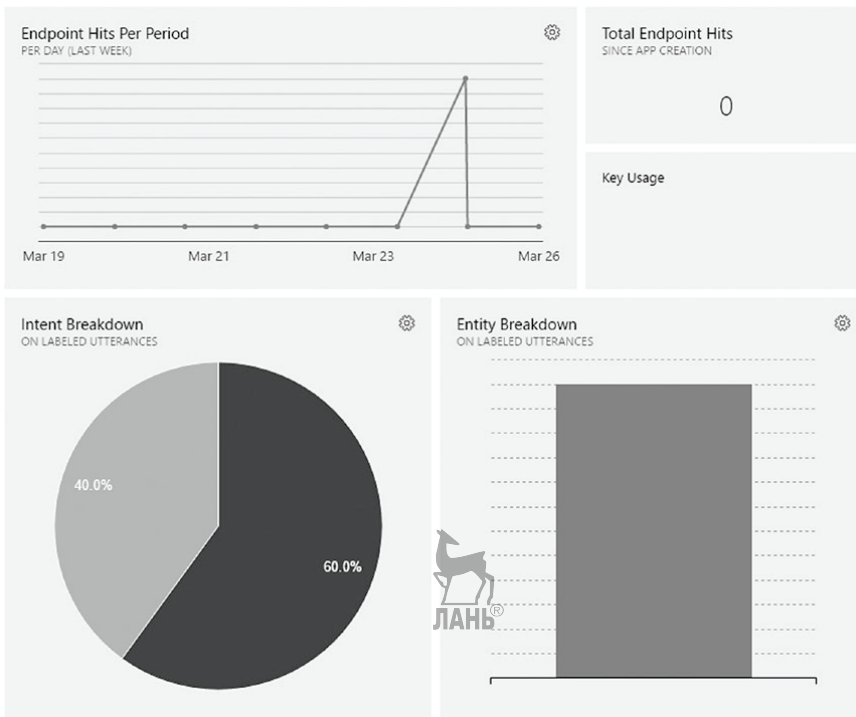 Endpoint Hits Per Period
PER DAY (LAST WEEK)
Mar 19
Mar 21
Mar 23
Mar 26
Total Endpoint Hits
SINCE APP CREATION
0
Key Usage
Intent Breakdown
ON LABELED UTTERANCES
40.0%
60.0%
Entity Breakdown
ON LABELED UTTERANCES
ЛАНЬ®